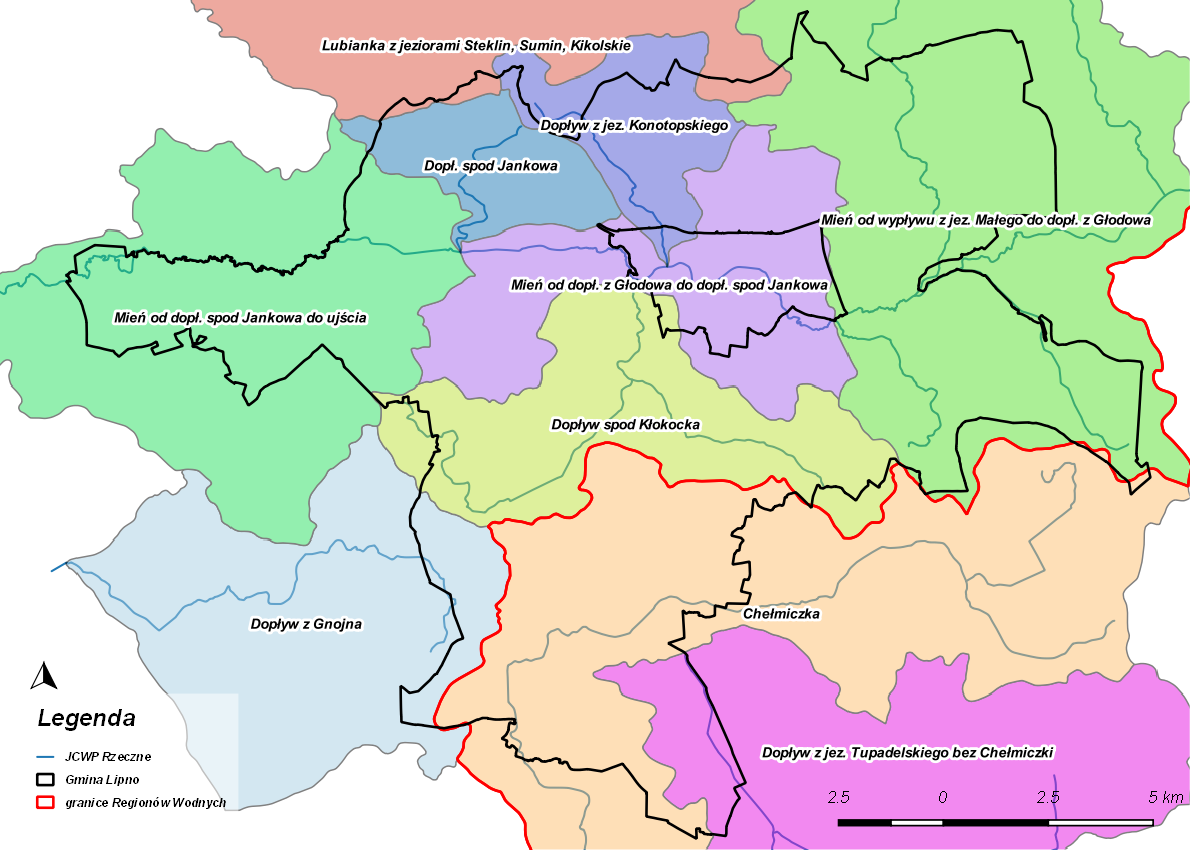 Lubianka z jeziorami Steklin, Sumin, Kikolskie
Dopływ z jez. Konotopskiego
Dopł. spod Jankowa
Mień od wypływu z jez. Małego do dopł. z Głodowa
Mień od dopł. z Głodowa do dopł. spod Jankowa
Mień od dopł. spod Jankowa do ujścia
Dopływ spod Kłokocka
Chełmiczka
Dopływ z Gnojna
Legenda
JCWP Rzeczne
Gmina Lipno
granice Regionów Wodnych
Dopływ z jez. Tupadelskiego bez Chełmiczki
2.5 0 2.5 5 km